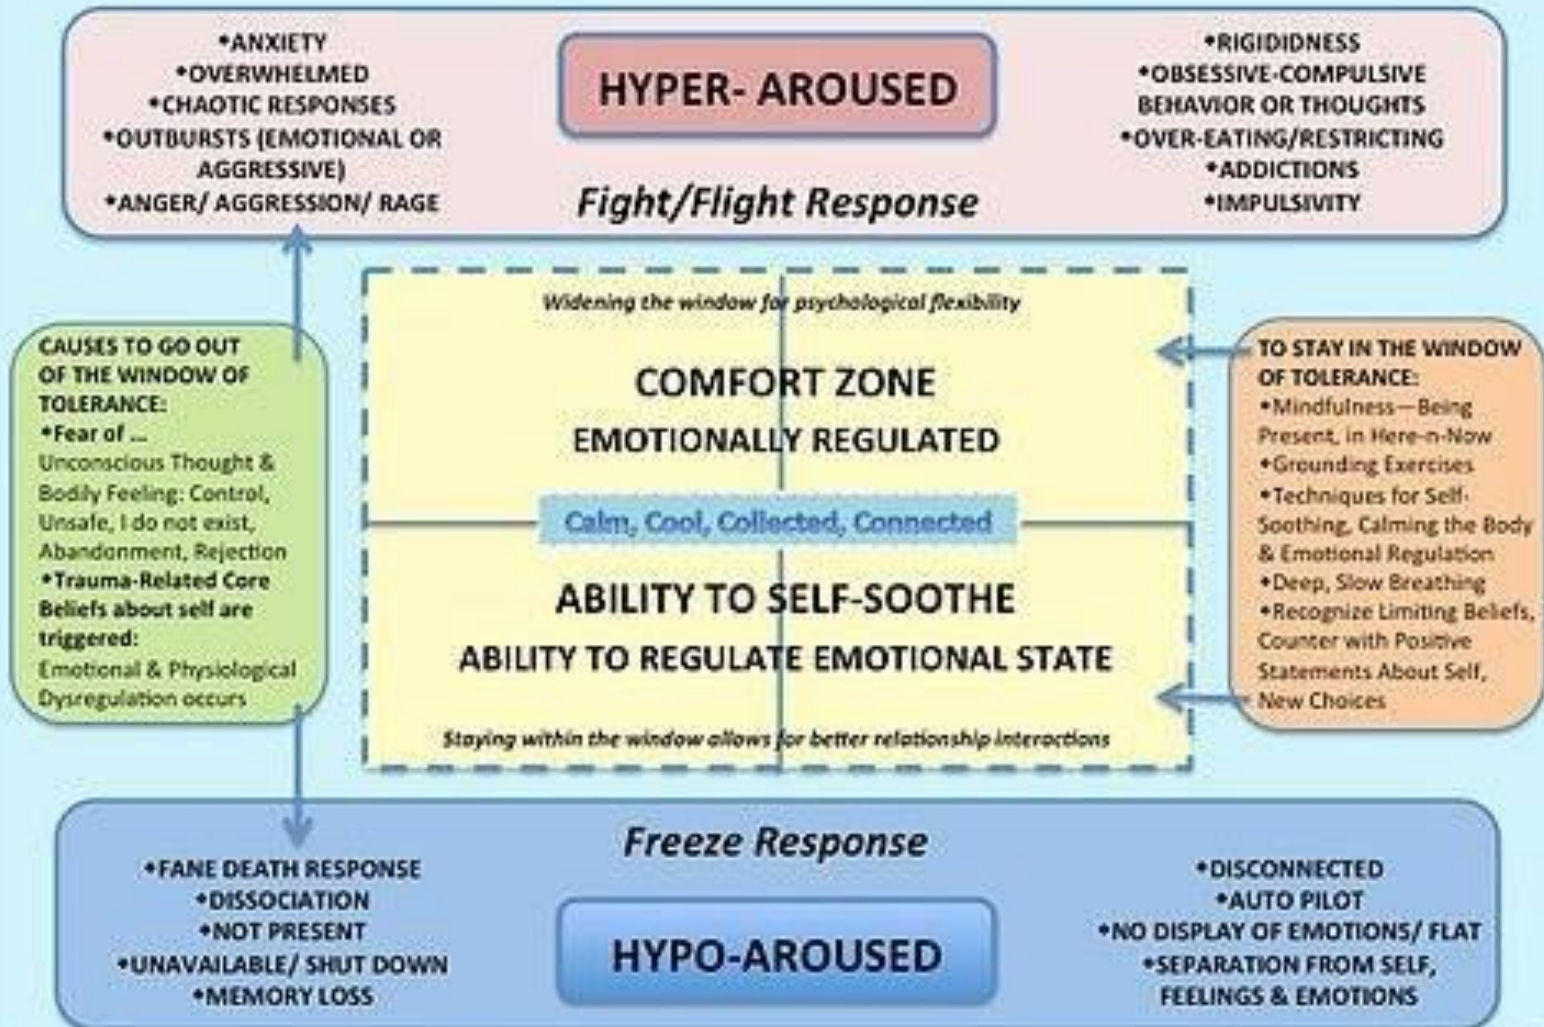 •ANXIETY
•OVERWHELMED
•CHAOTIC RESPONSES
•OUTBURSTS (EMOTIONAL OR
AGGRESSIVE)
•ANGER/ AGGRESSION/ RAGE
HYPER- AROUSED
Fight/Flight Response
•RIGIDIDNESS
•OBSESSIVE-COMPULSIVE
BEHAVIOR OR THOUGHTS
•OVER-EATING/RESTRICTING
•ADDICTIONS
•IMPULSIVITY
CAUSES TO GO OUT
OF THE WINDOW OF
TOLERANCE:
•Fear of ...
Unconscious Thought &
Bodily Feeling: Control,
Unsafe, I do not exist,
Abandonment, Rejection
•Trauma-Related Core
Beliefs about self are
triggered:
Emotional & Physiological
Dysregulation occurs
Widening the window for psychological flexibility
COMFORT ZONE
EMOTIONALLY REGULATED
Calm, Cool, Collected, Connected
ABILITY TO SELF-SOOTHE
ABILITY TO REGULATE EMOTIONAL STATE
Staying within the window allows for better relationship interactions
TO STAY IN THE WINDOW
OF TOLERANCE:
•Mindfulness—Being
Present, in Here-n-Now
•Grounding Exercises
•Techniques for Self-
Soothing, Calming the Body
& Emotional Regulation
•Deep, Slow Breathing
•Recognize Limiting Beliefs,
Counter with Positive
Statements About Self,
New Choices
Freeze Response
HYPO-AROUSED
•FANE DEATH RESPONSE
•DISSOCIATION
•NOT PRESENT
•UNAVAILABLE/ SHUT DOWN
•MEMORY LOSS
•DISCONNECTED
•AUTO PILOT
•NO DISPLAY OF EMOTIONS/ FLAT
•SEPARATION FROM SELF,
FEELINGS & EMOTIONS